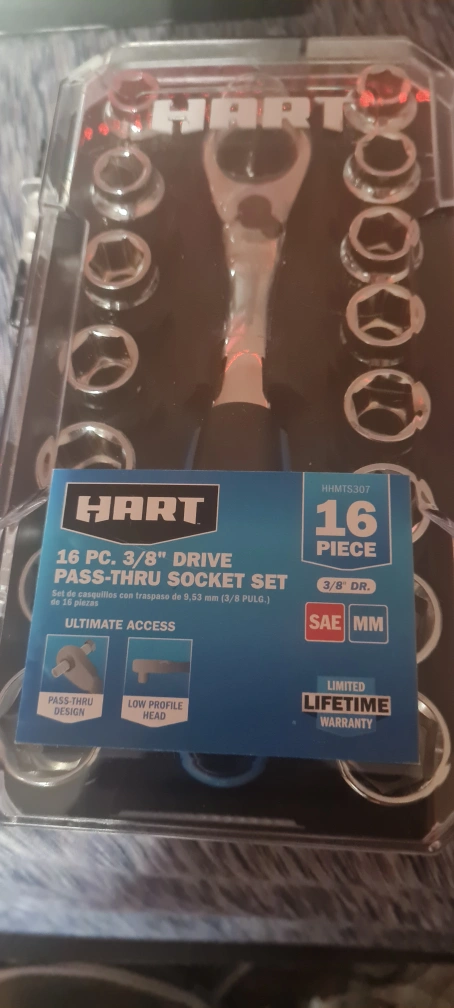 HART
HART
HHMTS307
16
PIECE
16 PC. 3/8" DRIVE
PASS-THRU SOCKET SET
Set de casquillos con traspaso de 9,53 mm (3/8 PULG.)
de 16 piezas
3/8" DR.
SAE
MM
ULTIMATE ACCESS
PASS-THRU
DESIGN
LOW PROFILE
HEAD
LIMITED
LIFETIME
WARRANTY